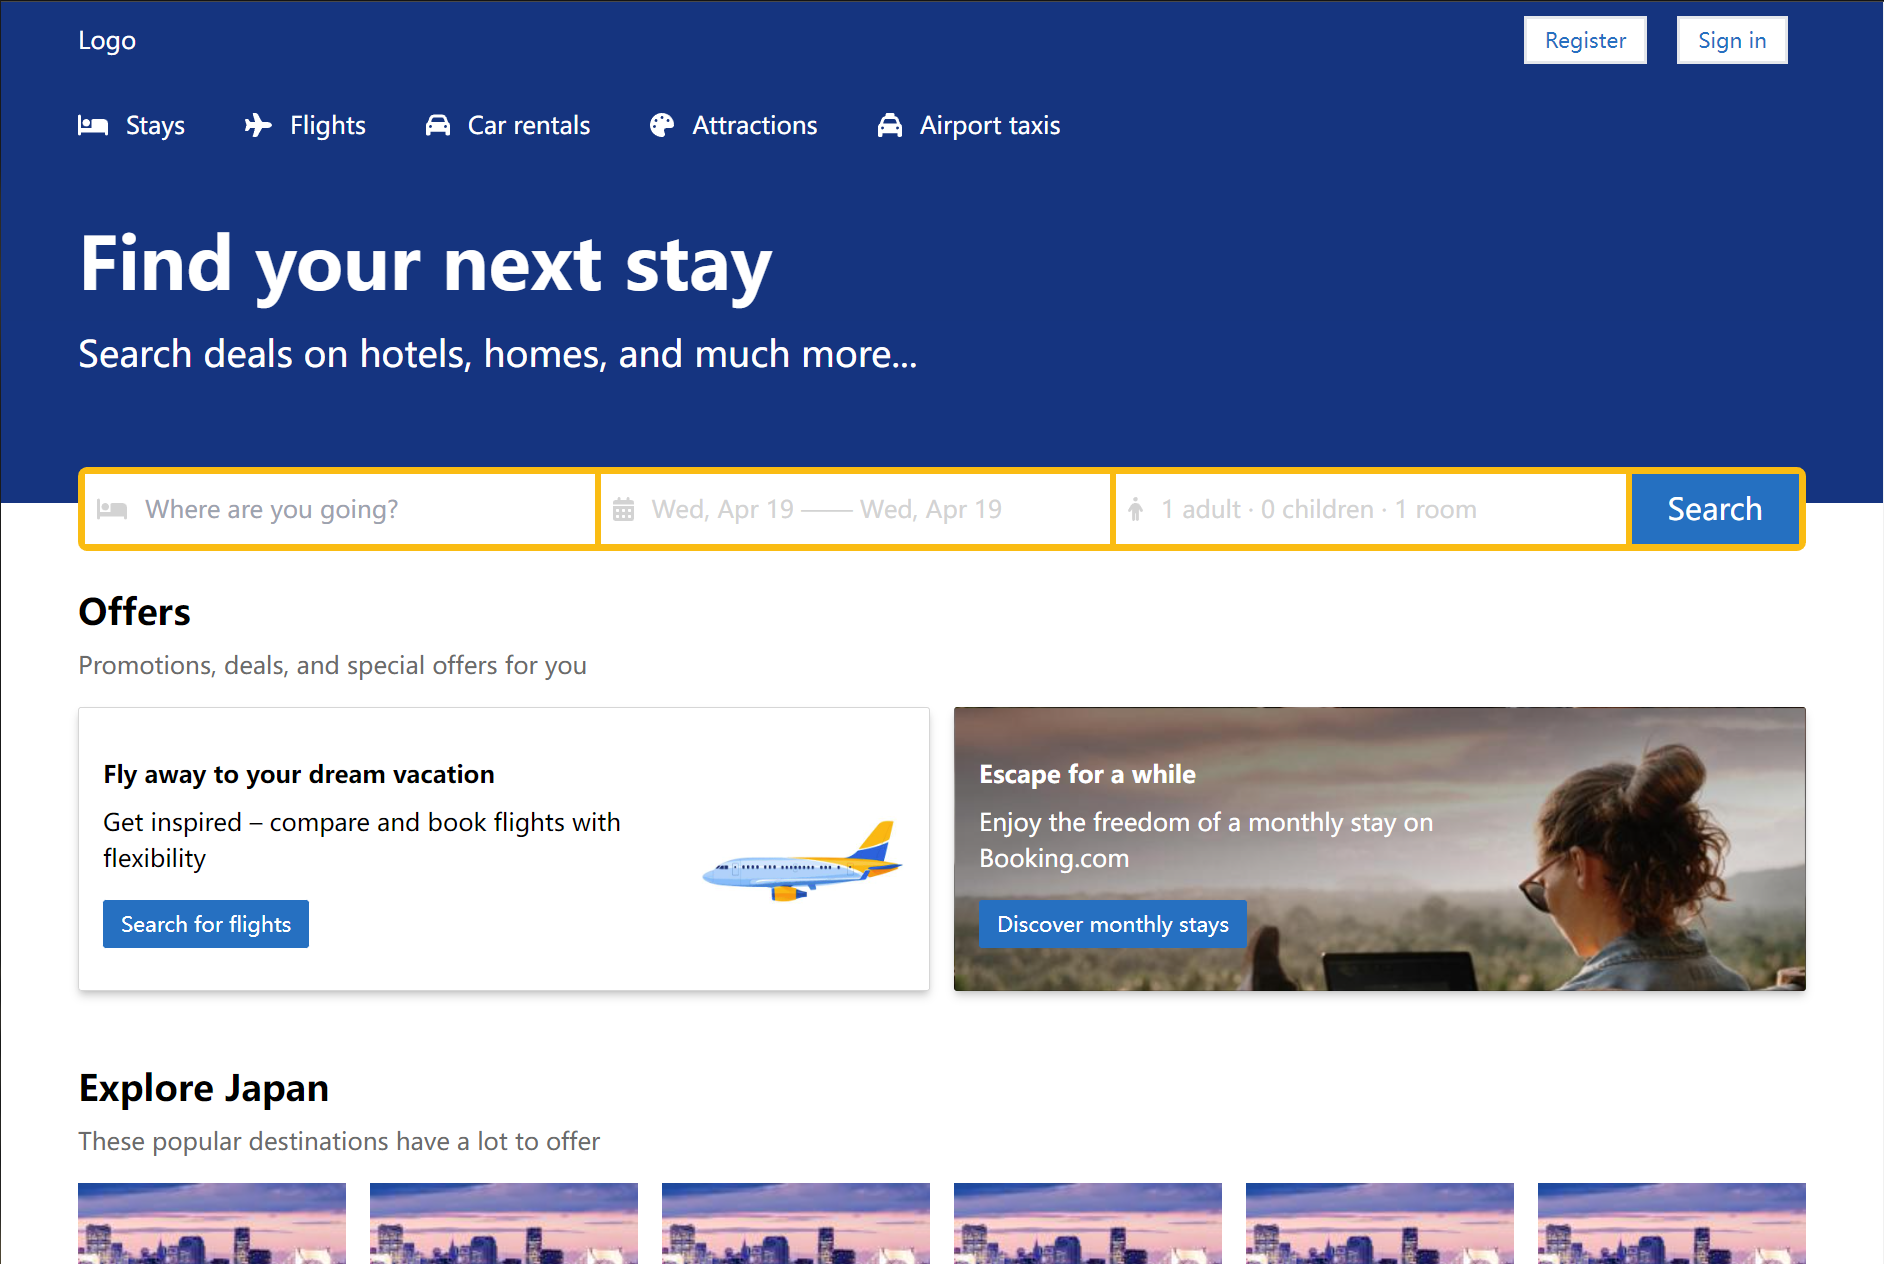 Logo
Register
Sign in
Stays
Flights
Car rentals
Attractions
Airport taxis
Find your next stay
Search deals on hotels, homes, and much more...
Where are you going?
Wed, Apr 19 —— Wed, Apr 19
1 adult · 0 children · 1 room
Search
Offers
Promotions, deals, and special offers for you
Fly away to your dream vacation
Get inspired – compare and book flights with
flexibility
Search for flights
Escape for a while
Enjoy the freedom of a monthly stay on
Booking.com
Discover monthly stays
Explore Japan
These popular destinations have a lot to offer